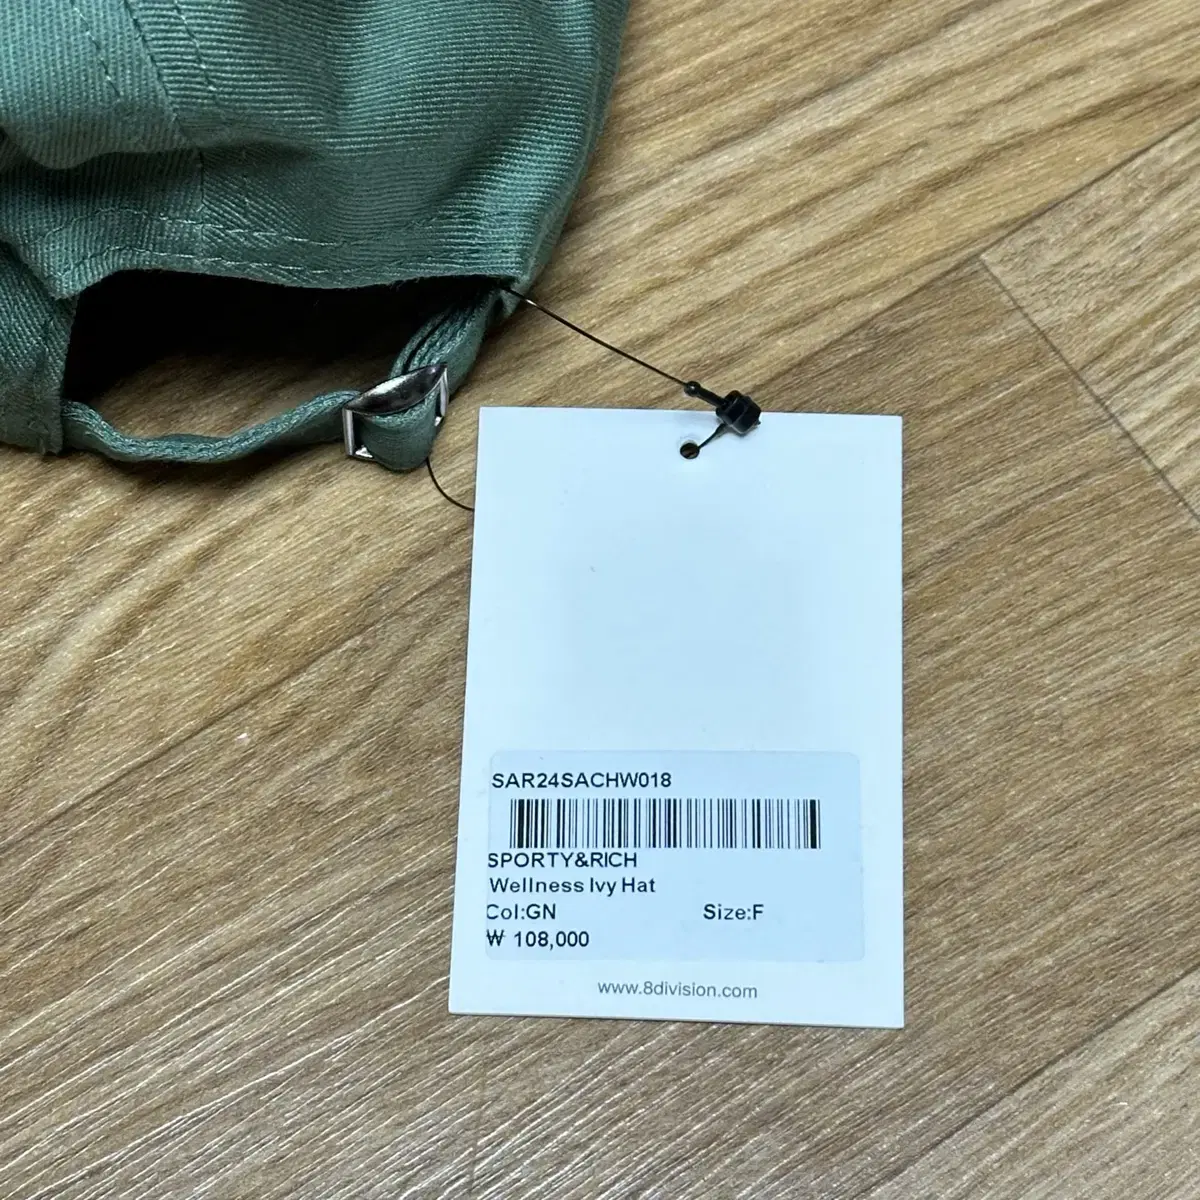 SAR24SACHW018
SPORTY&RICH
Wellness Ivy Hat
Col:GN Size:F
₩ 108,000
www.8division.com